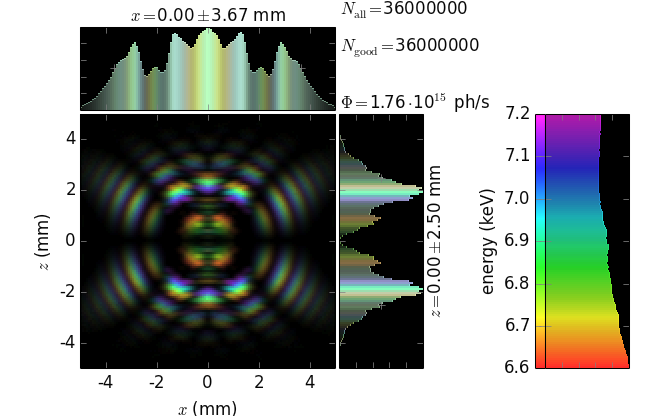 x=0.00±3.67 mm
N_all=36000000
N_good=36000000
Φ=1.76·10^15 ph/s
4
2
0
-2
-4
z (mm)
-4 -2 0 2 4
x (mm)
z=0.00±2.50 mm
7.2
7.1
7.0
6.9
6.8
6.7
6.6
energy (keV)